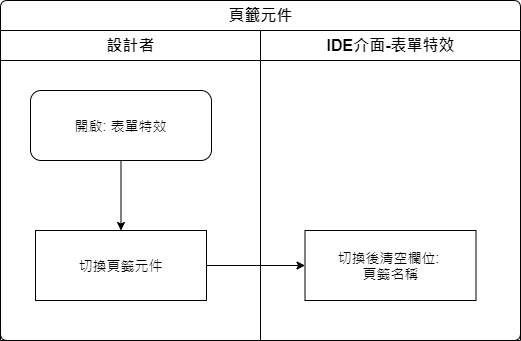 頁籤元件
設計者
IDE介面-表單特效
開啟: 表單特效
切換頁籤元件
切換後清空欄位:
頁籤名稱